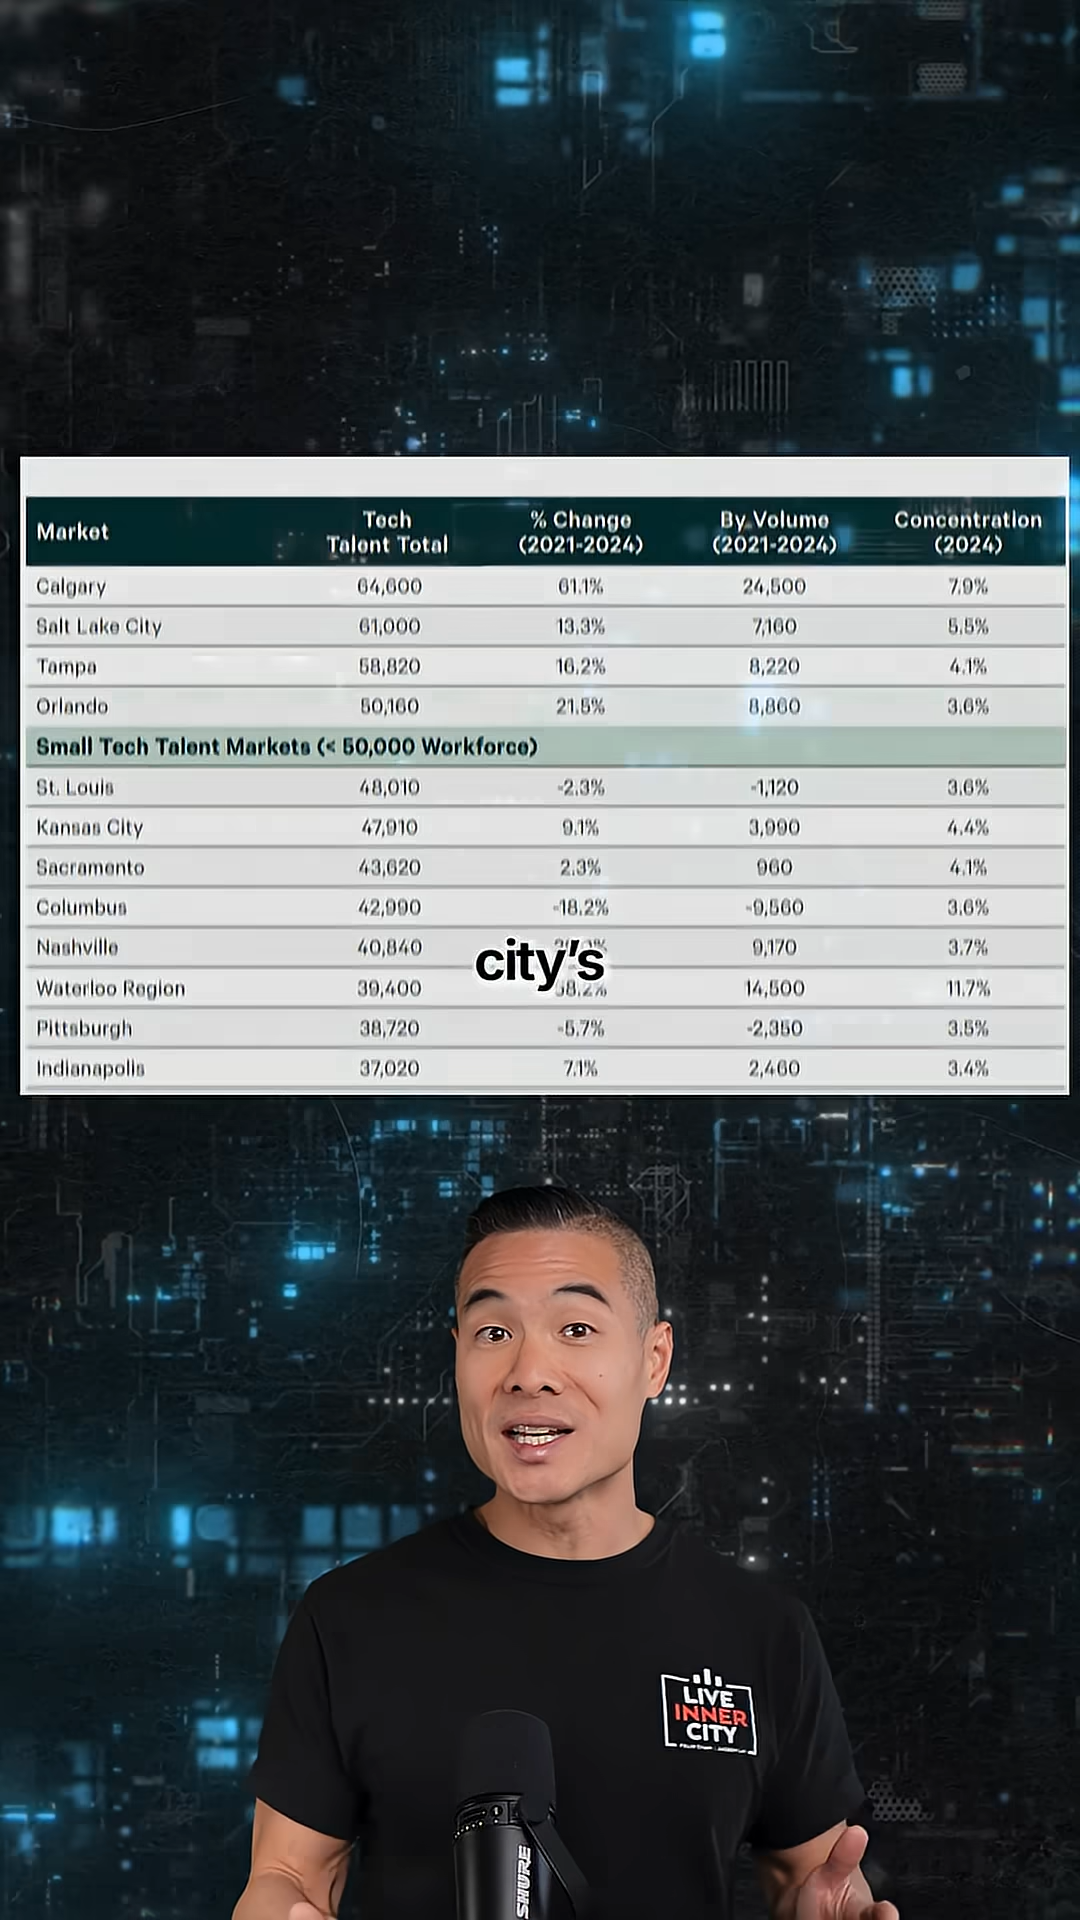 Market Tech Talent Total % Change (2021-2024) By Volume (2021-2024) Concentration (2024)
Calgary 64,600 61.1% 24,500 7.9%
Salt Lake City 61,000 13.3% 7,160 5.5%
Tampa 58,820 16.2% 8,220 4.1%
Orlando 50,160 21.5% 8,860 3.6%
Small Tech Talent Markets (< 50,000 Workforce)
St. Louis 48,010 -2.3% -1,120 3.6%
Kansas City 47,910 9.1% 3,990 4.4%
Sacramento 43,620 2.3% 960 4.1%
Columbus 42,990 -18.2% -9,560 3.6%
Nashville 40,840 9,170 3.7%
city's
Waterloo Region 39,400 14,500 11.7%
Pittsburgh 38,720 -5.7% -2,350 3.5%
Indianapolis 37,020 7.1% 2,460 3.4%
LIVE
INNER
CITY
SHURE